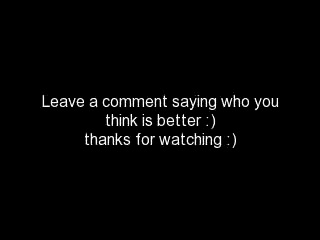 Leave a comment saying who you
think is better :)
thanks for watching :)